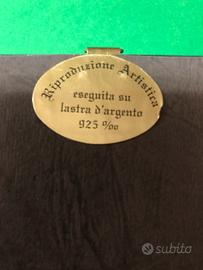 Riproduzione Artistica
eseguita su
lastra d'argento
925 ‰
subito